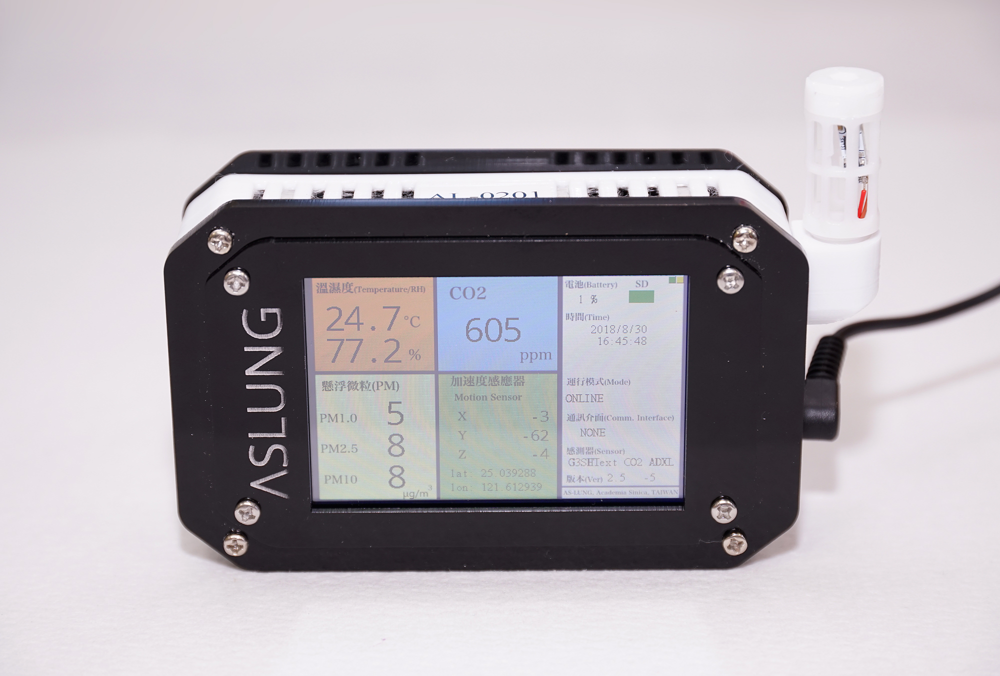 AL-0201
ASLUNG
溫濕度(Temperature/RH)
24.7°C
77.2%
CO2
605
ppm
電池(Battery) SD
1 %
時間(Time)
2018/8/30
16:45:48
懸浮微粒(PM)
PM1.0 5
PM2.5 8
PM10 8
μg/m³
加速度感應器
Motion Sensor
X -3
Y -62
Z -4
lat: 25.039288
lon: 121.612939
運行模式(Mode)
ONLINE
通訊介面(Comm. Interface)
NONE
感測器(Sensor)
G3SHText CO2 ADXL
版本(Ver) 2.5 -5
AS-LUNG, Academia Sinica, TAIWAN